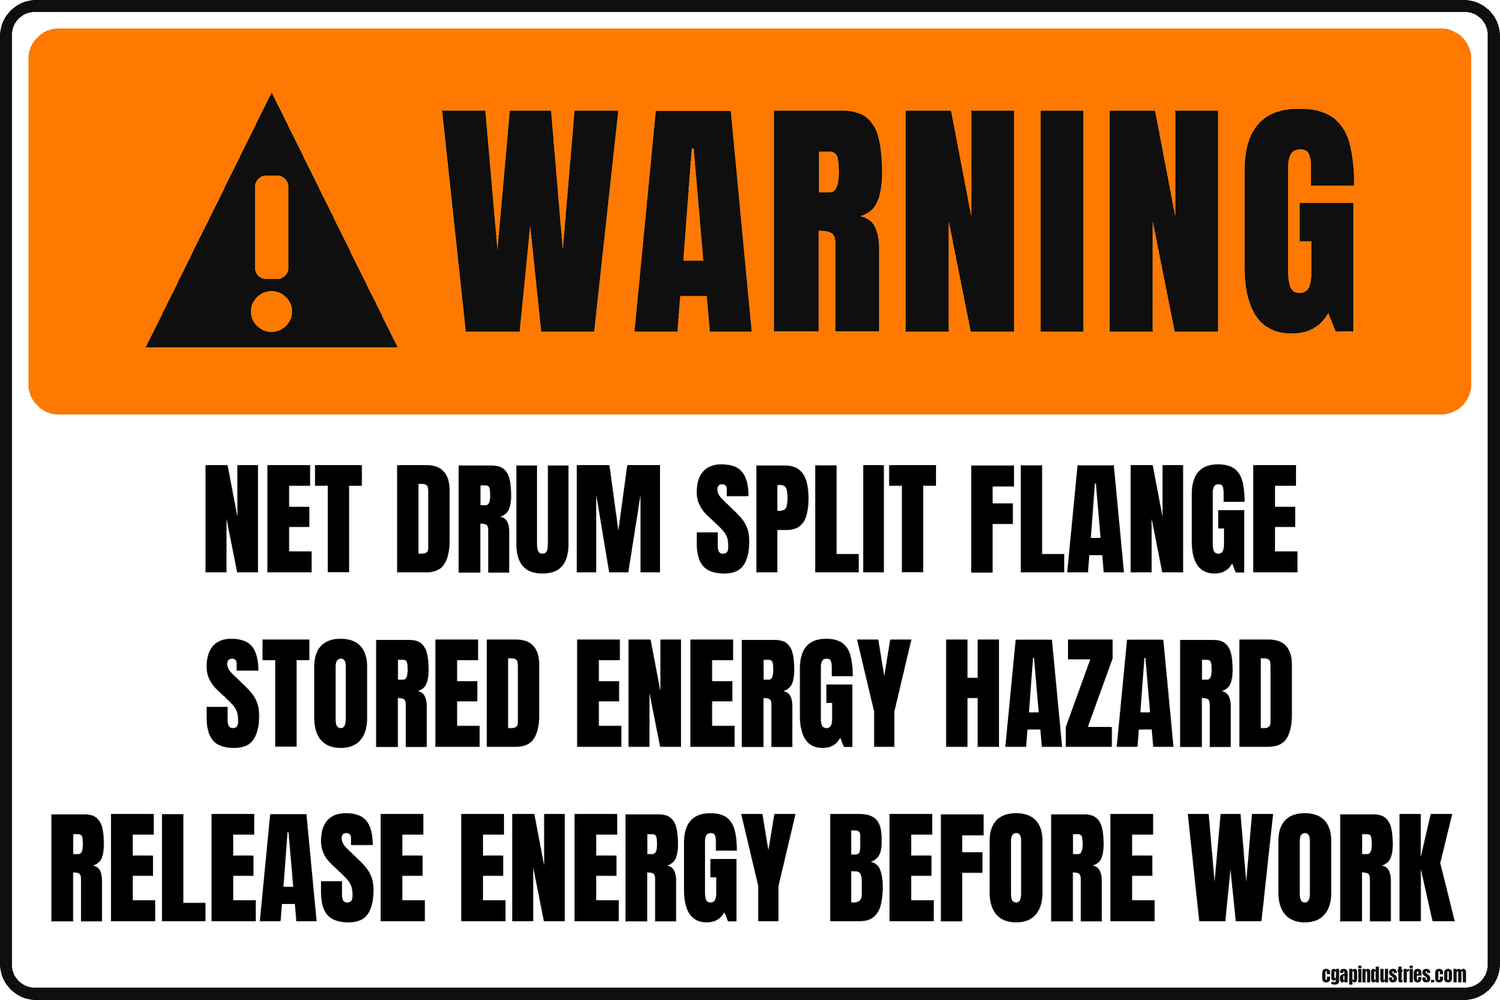 WARNING
NET DRUM SPLIT FLANGE
STORED ENERGY HAZARD
RELEASE ENERGY BEFORE WORK
cgapindustries.com